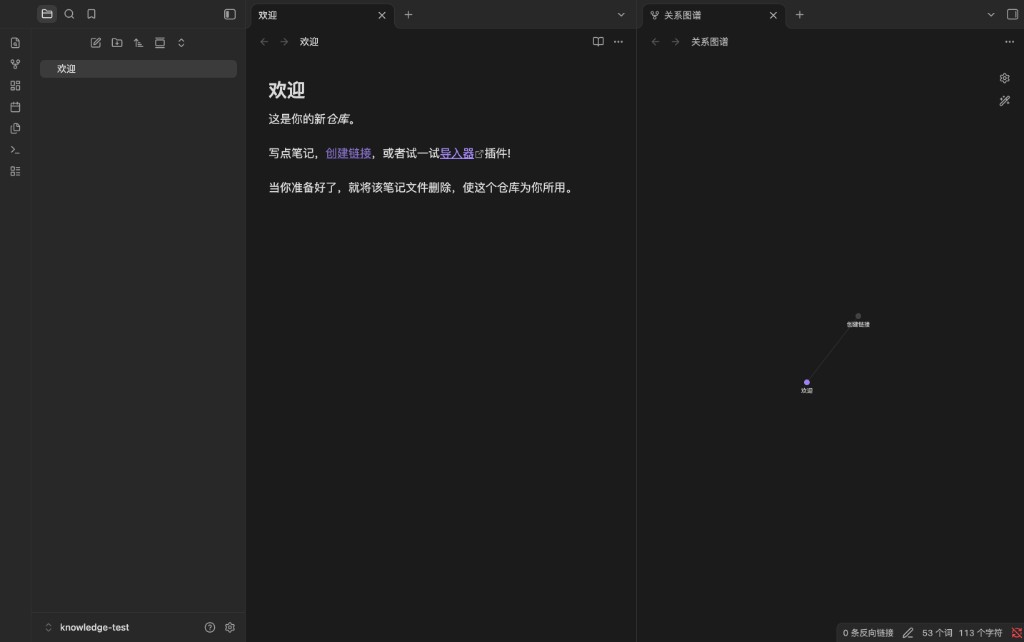 欢迎
关系图谱
欢迎
关系图谱
欢迎
欢迎
这是你的新仓库。
写点笔记，创建链接，或者试一试导入器插件!
当你准备好了，就将该笔记文件删除，使这个仓库为你所用。
创建链接
欢迎
knowledge-test
0 条反向链接 53 个词 113 个字符